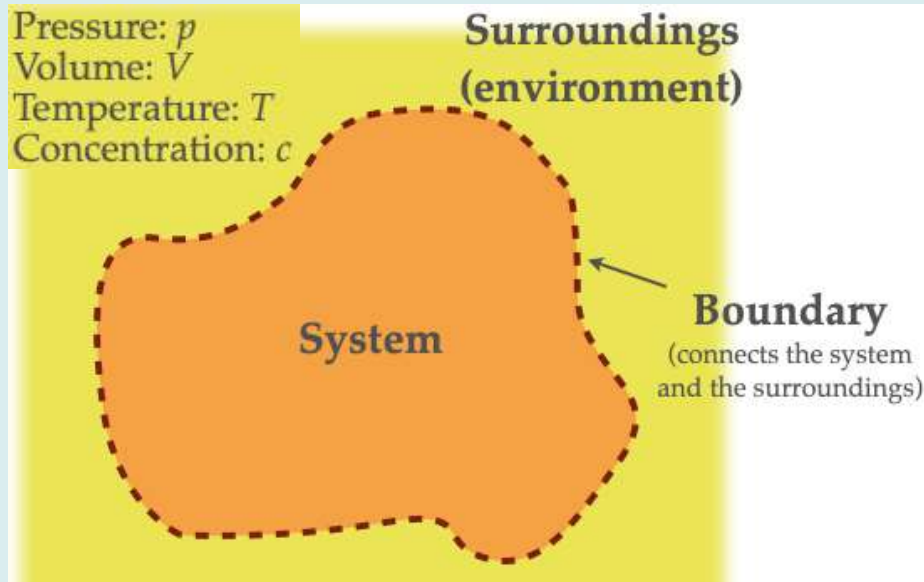 Pressure: p
Volume: V
Temperature: T
Concentration: c
Surroundings
(environment)
System
Boundary
(connects the system
and the surroundings)